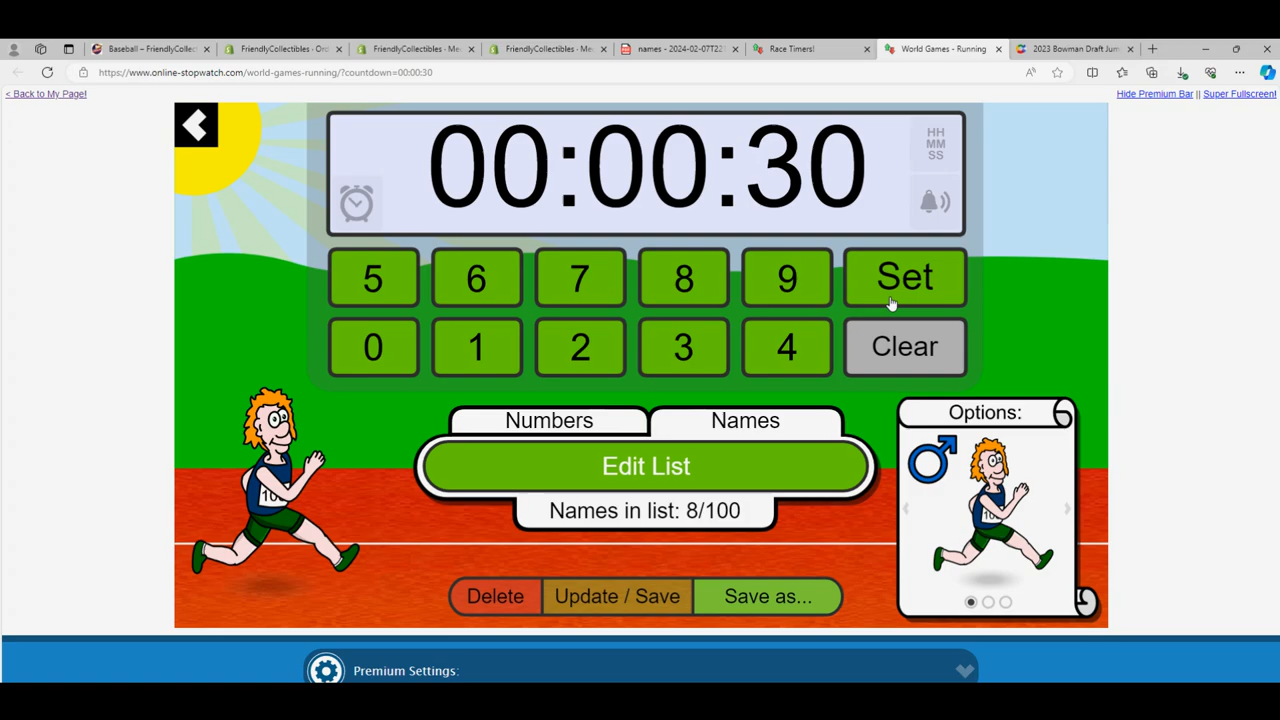 Baseball – FriendlyCollec
FriendlyCollectibles · Ord
FriendlyCollectibles · Me
FriendlyCollectibles · Me
names - 2024-02-07T22
Race Timers!
World Games - Running
2023 Bowman Draft Jum
https://www.online-stopwatch.com/world-games-running/?countdown=00:00:30
< Back to My Page!
Hide Premium Bar || Super Fullscreen!
00:00:30
HH
MM
SS
5 6 7 8 9 Set
0 1 2 3 4 Clear
Numbers Names
Options:
Edit List
Names in list: 8/100
Delete Update / Save Save as...
Premium Settings: